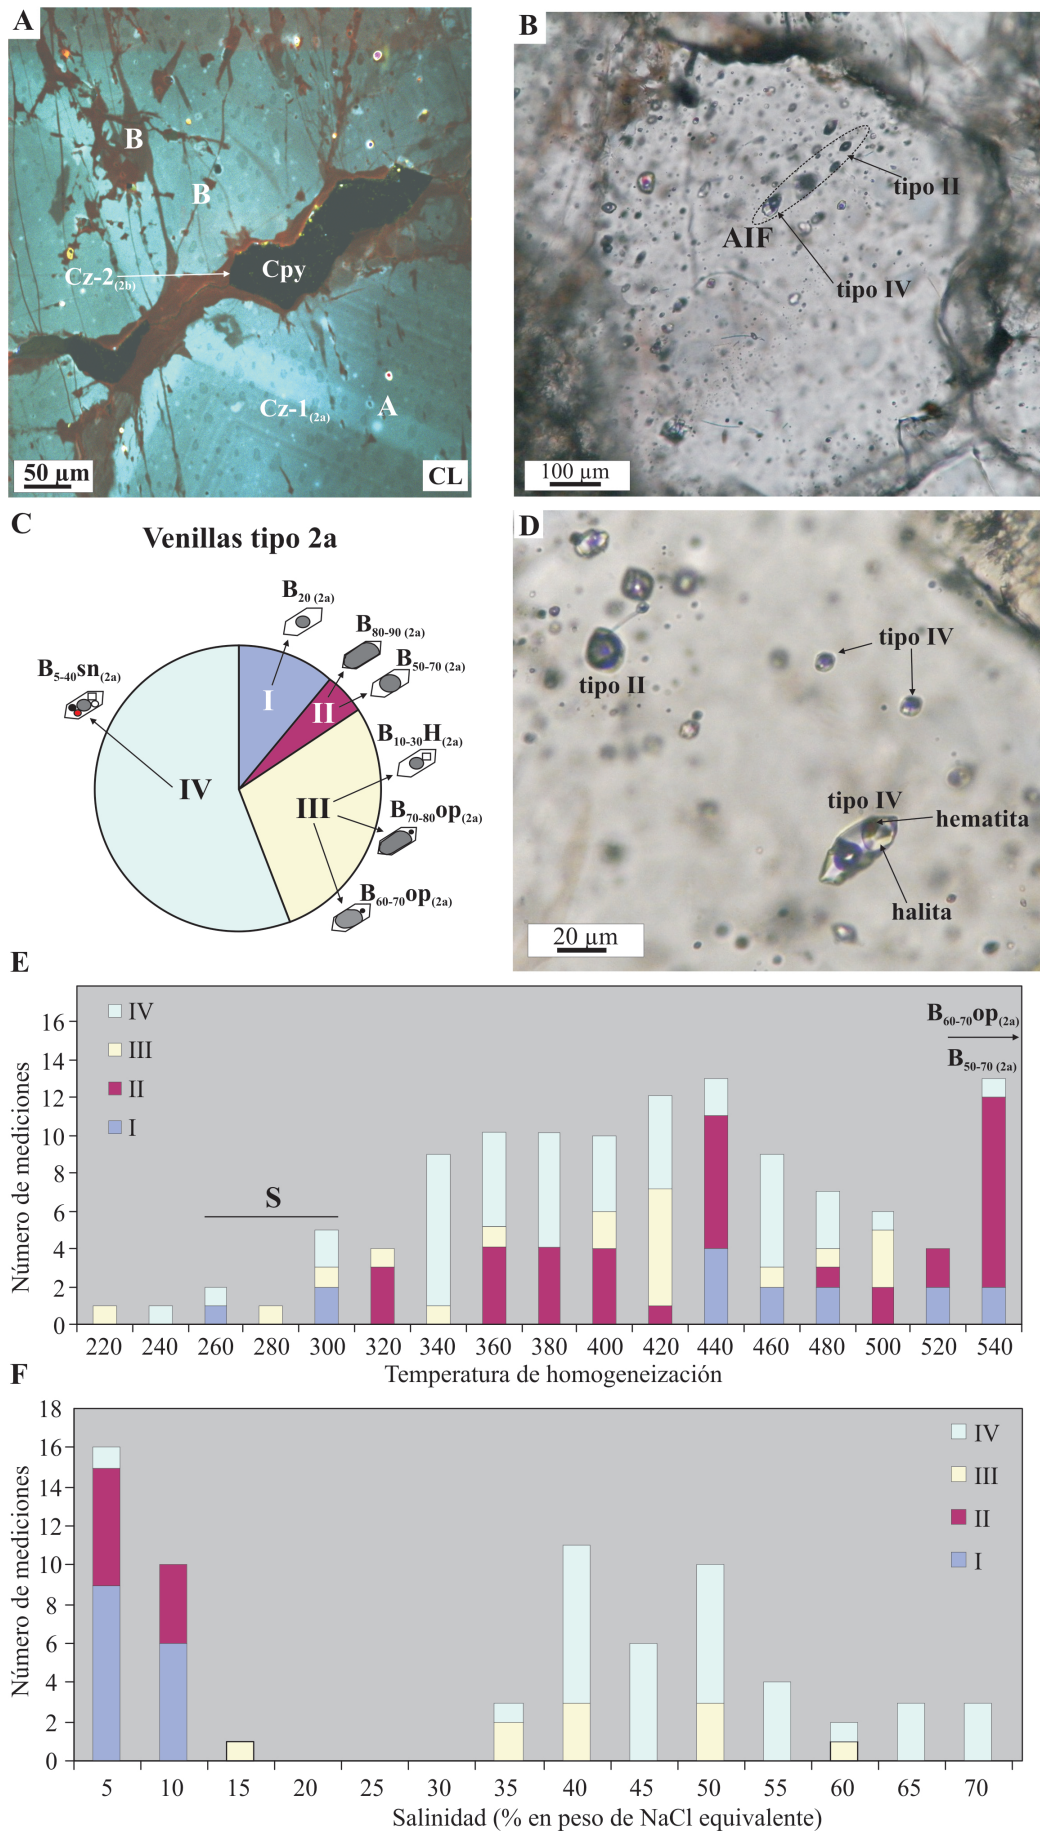 A
B
B
B
Cz-2(2b)
Cpy
Cz-1(2a)
A
50 µm
CL
tipo II
AIF
tipo IV
100 µm
C
Venillas tipo 2a
B20 (2a)
B80-90 (2a)
B50-70 (2a)
B5-40sn(2a)
I
II
B10-30H(2a)
IV
III
B70-80op(2a)
B60-70op(2a)
D
tipo IV
tipo II
tipo IV
hematita
halita
20 µm
E
Número de mediciones
16
14
12
10
8
6
4
2
0
IV
III
II
I
S
B60-70op(2a)
B50-70 (2a)
220 240 260 280 300 320 340 360 380 400 420 440 460 480 500 520 540
Temperatura de homogeneización
F
Número de mediciones
18
16
14
12
10
8
6
4
2
0
IV
III
II
I
5 10 15 20 25 30 35 40 45 50 55 60 65 70
Salinidad (% en peso de NaCl equivalente)